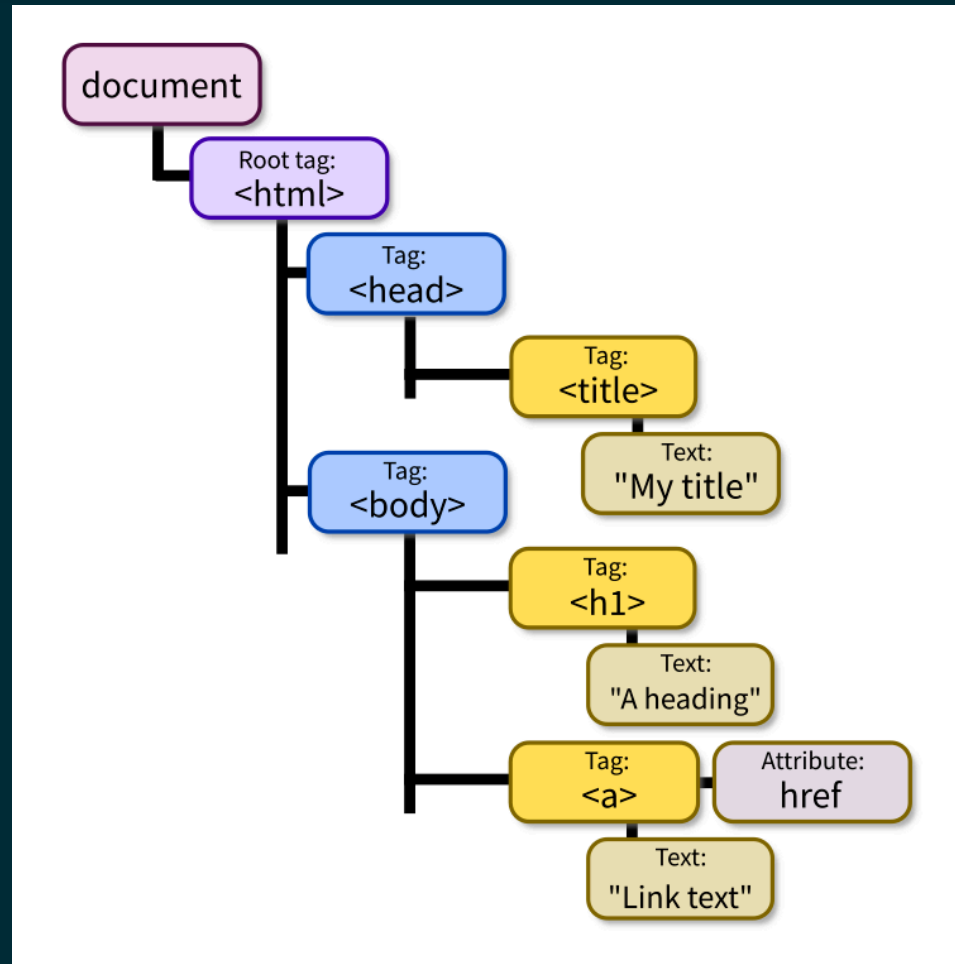 document
Root tag:
<html>
Tag:
<head>
Tag:
<title>
Text:
"My title"
Tag:
<body>
Tag:
<h1>
Text:
"A heading"
Tag:
<a>
Attribute:
href
Text:
"Link text"